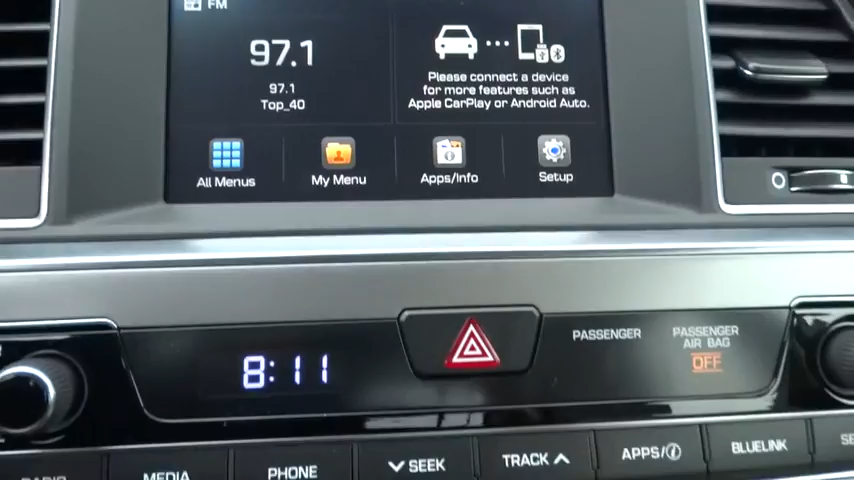 FM
97.1
97.1
Top_40
Please connect a device
for more features such as
Apple CarPlay or Android Auto.
All Menus
My Menu
Apps/Info
Setup
8:11
PASSENGER
PASSENGER
AIR BAG
OFF
RADIO
MEDIA
PHONE
SEEK
TRACK
APPS/i
BLUELINK